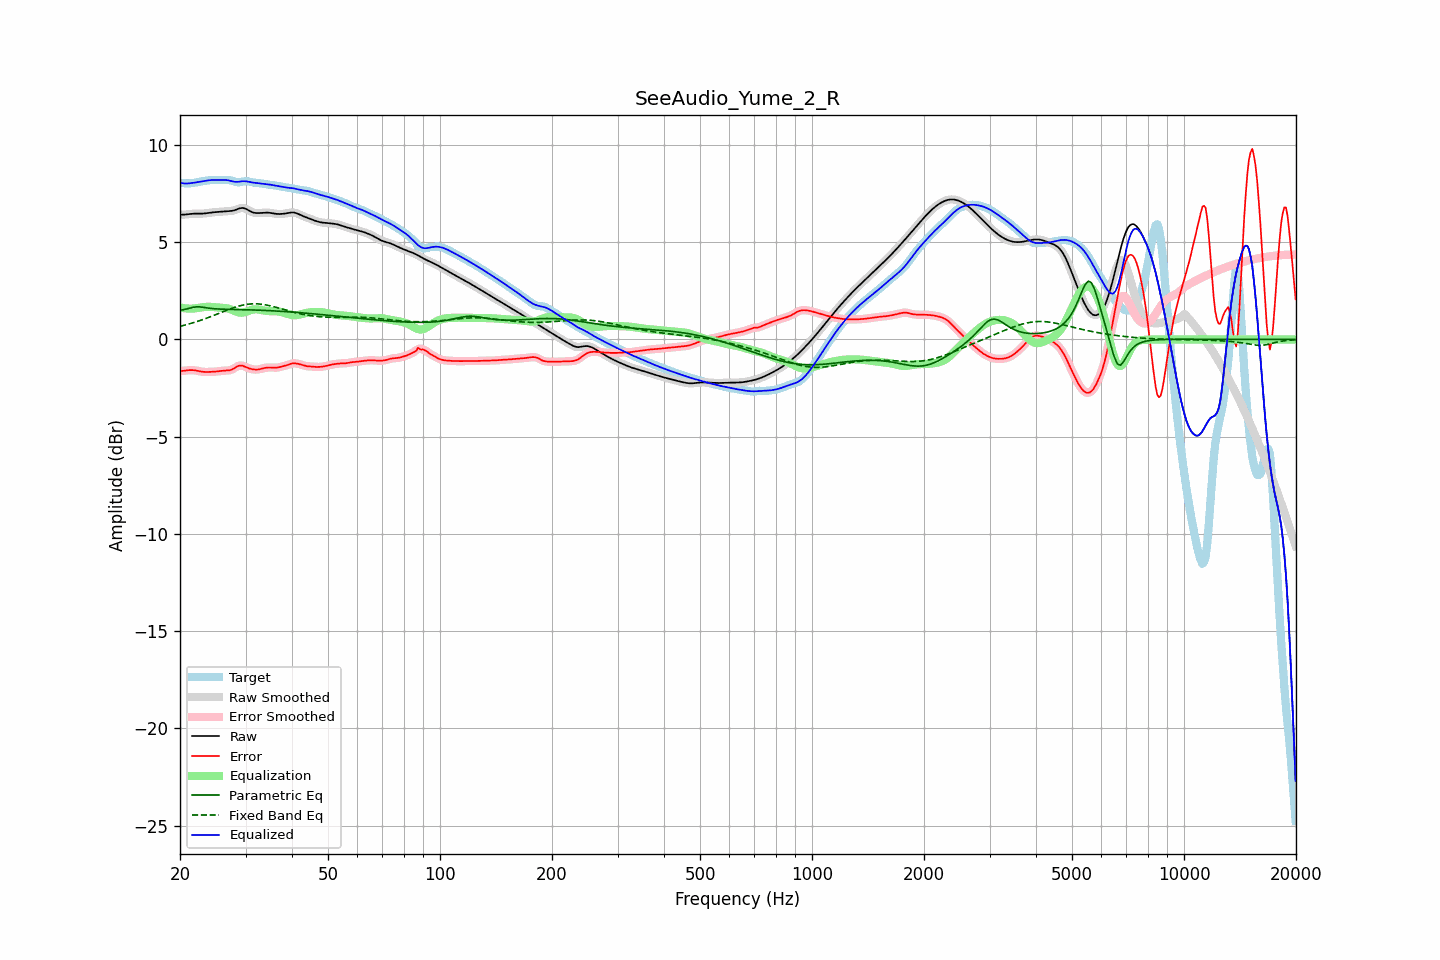 SeeAudio_Yume_2_R
Amplitude (dBr)
10
5
0
−5
−10
−15
−20
−25
Target
Raw Smoothed
Error Smoothed
Raw
Error
Equalization
Parametric Eq
Fixed Band Eq
Equalized
20 50 100 200 500 1000 2000 5000 10000 20000
Frequency (Hz)